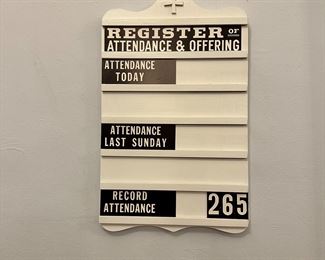 REGISTER of
ATTENDANCE & OFFERING
ATTENDANCE
TODAY
ATTENDANCE
LAST SUNDAY
RECORD
ATTENDANCE
265